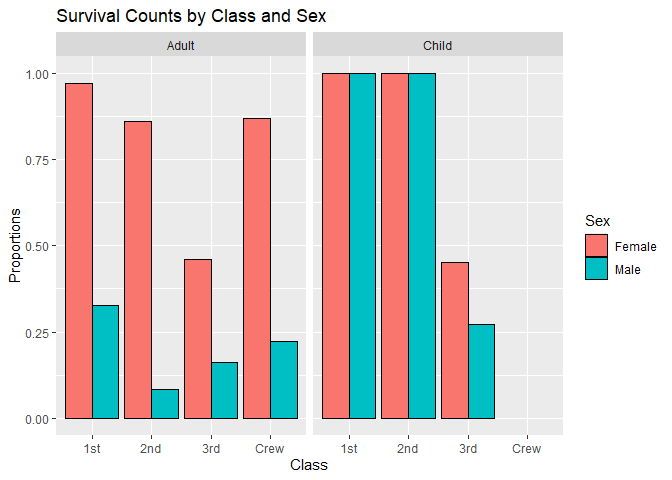 Survival Counts by Class and Sex
Adult
Child
1.00
0.75
0.50
0.25
0.00
Proportions
1st 2nd 3rd Crew
1st 2nd 3rd Crew
Class
Sex
Female
Male